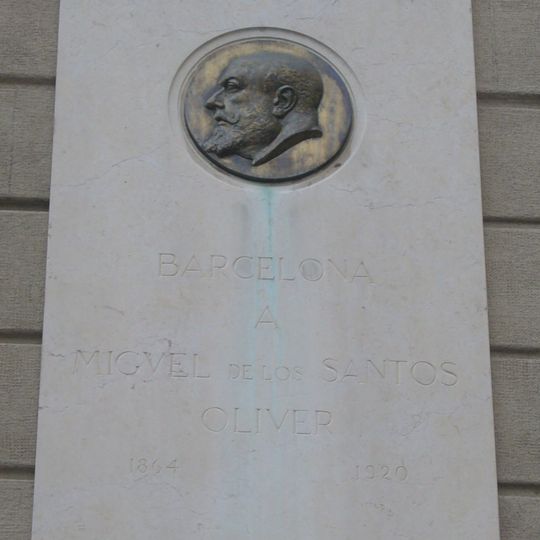 BARCELONA
A
MIGVEL DE LOS SANTOS
OLIVER
1864 1920